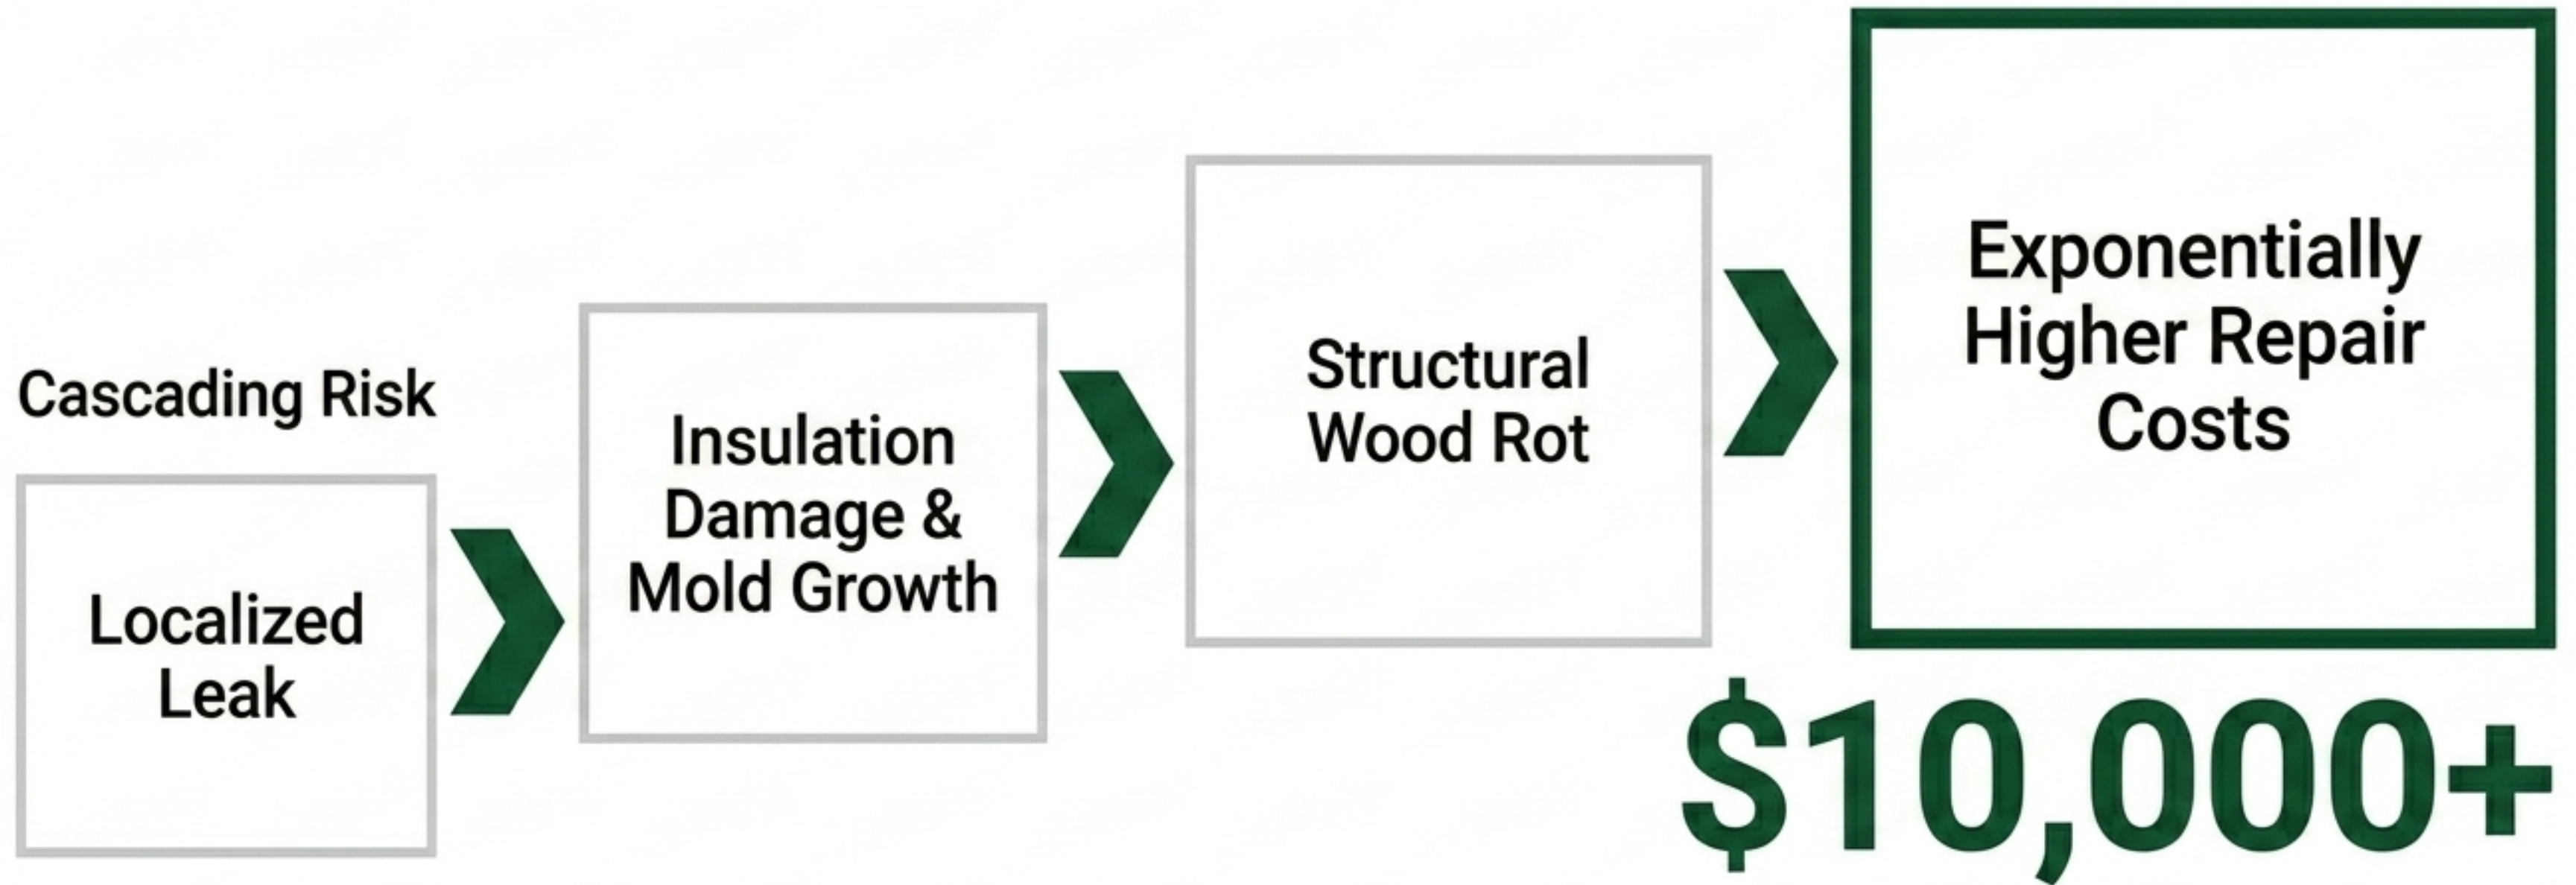 Cascading Risk
Localized
Leak
Insulation
Damage &
Mold Growth
Structural
Wood Rot
Exponentially
Higher Repair
Costs
$10,000+